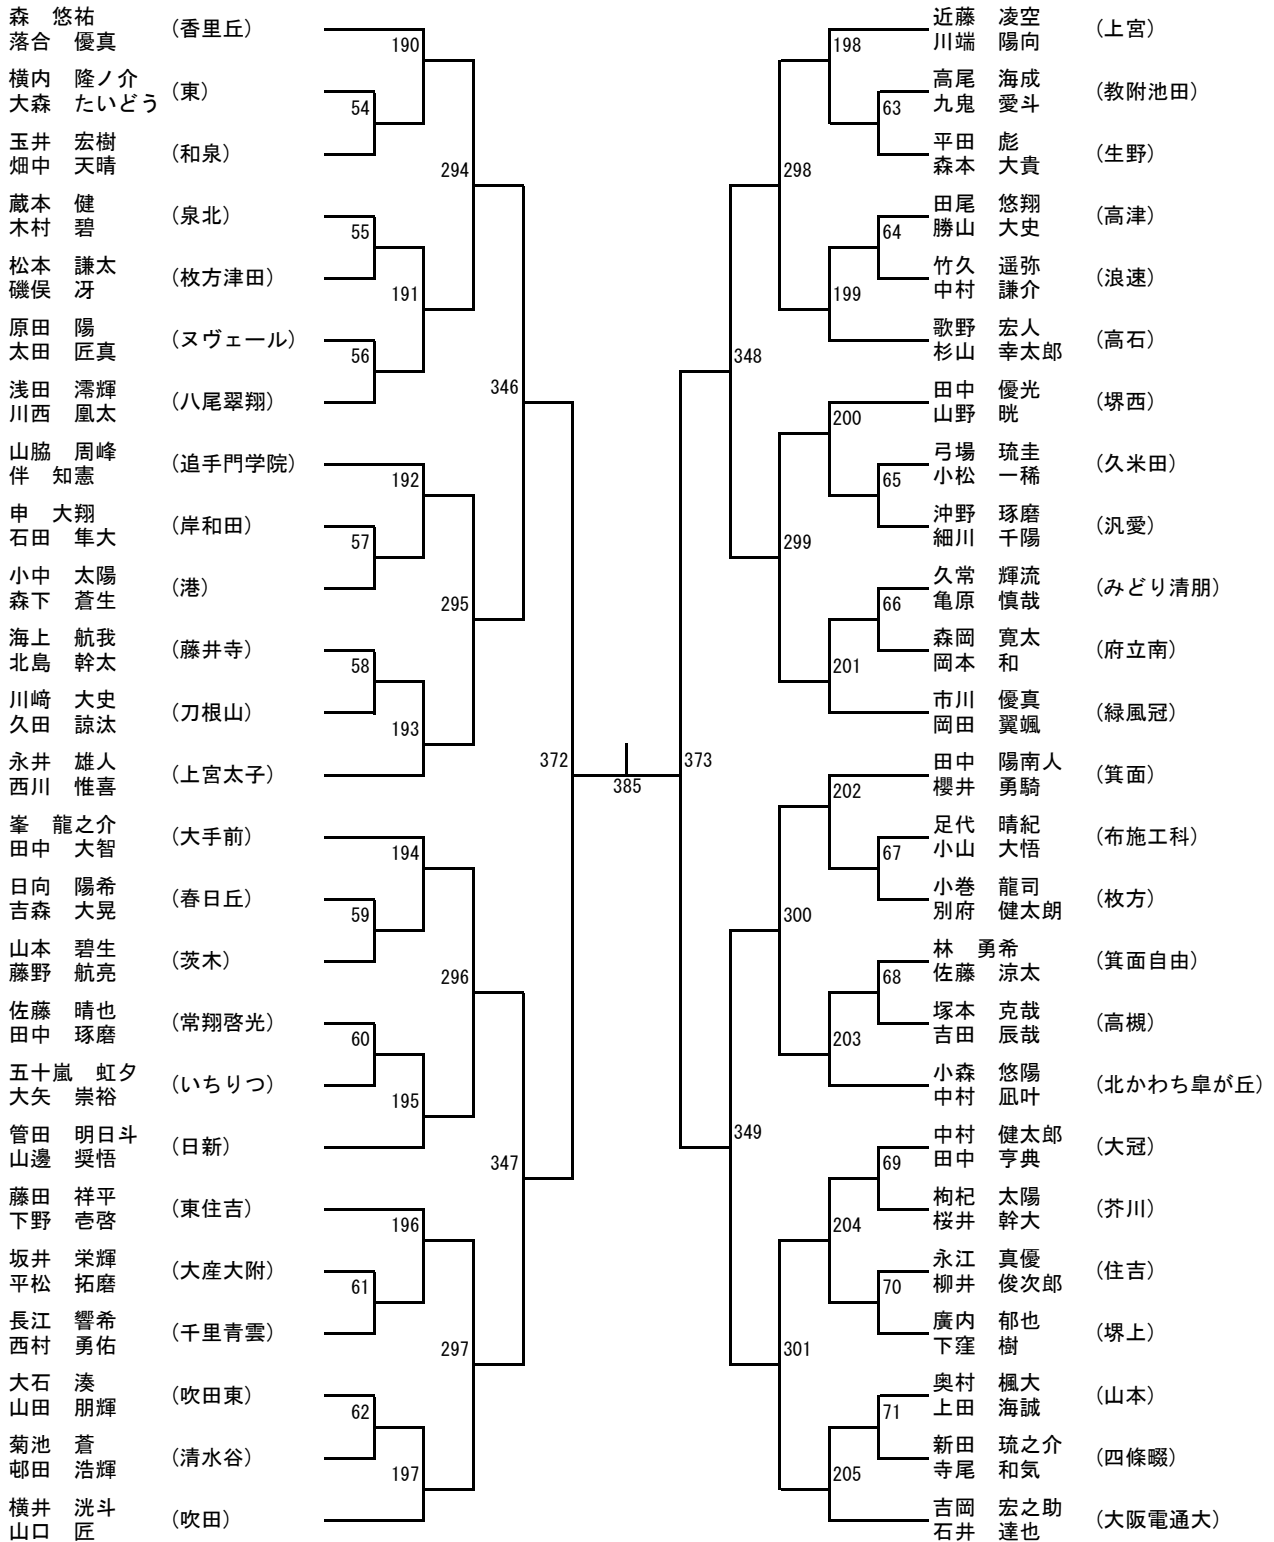 森　悠祐
落合　優真
(香里丘)
190
横内　隆ノ介
大森　たいどう
(東)
54
玉井　宏樹
畑中　天晴
(和泉)
294
蔵本　健
木村　碧
(泉北)
55
松本　謙太
磯俣　冴
(枚方津田)
191
原田　陽
太田　匠真
(ヌヴェール)
56
浅田　澪輝
川西　凰太
(八尾翠翔)
346
山脇　周峰
伴　知憲
(追手門学院)
192
申　大翔
石田　隼大
(岸和田)
57
小中　太陽
森下　蒼生
(港)
295
海上　航我
北島　幹太
(藤井寺)
58
川﨑　大史
久田　諒汰
(刀根山)
193
永井　雄人
西川　惟喜
(上宮太子)
372
峯　龍之介
田中　大智
(大手前)
194
日向　陽希
吉森　大晃
(春日丘)
59
山本　碧生
藤野　航亮
(茨木)
296
佐藤　晴也
田中　琢磨
(常翔啓光)
60
五十嵐　虹夕
大矢　崇裕
(いちりつ)
195
管田　明日斗
山邊　奨悟
(日新)
347
藤田　祥平
下野　壱啓
(東住吉)
196
坂井　栄輝
平松　拓磨
(大産大附)
61
長江　響希
西村　勇佑
(千里青雲)
297
大石　湊
山田　朋輝
(吹田東)
62
菊池　蒼
邨田　浩輝
(清水谷)
197
横井　洸斗
山口　匠
(吹田)
385
近藤　凌空
川端　陽向
(上宮)
198
高尾　海成
九鬼　愛斗
(教附池田)
63
平田　彪
森本　大貴
(生野)
298
田尾　悠翔
勝山　大史
(高津)
64
竹久　遥弥
中村　謙介
(浪速)
199
歌野　宏人
杉山　幸太郎
(高石)
348
田中　優光
山野　晄
(堺西)
200
弓場　琉圭
小松　一稀
(久米田)
65
沖野　琢磨
細川　千陽
(汎愛)
299
久常　輝流
亀原　慎哉
(みどり清朋)
66
森岡　寛太
岡本　和
(府立南)
201
市川　優真
岡田　翼颯
(緑風冠)
373
田中　陽南人
櫻井　勇騎
(箕面)
202
足代　晴紀
小山　大悟
(布施工科)
67
小巻　龍司
別府　健太朗
(枚方)
300
林　勇希
佐藤　涼太
(箕面自由)
68
塚本　克哉
吉田　辰哉
(高槻)
203
小森　悠陽
中村　凪叶
(北かわち皐が丘)
349
中村　健太郎
田中　亨典
(大冠)
69
枸杞　太陽
桜井　幹大
(芥川)
204
永江　真優
柳井　俊次郎
(住吉)
70
廣内　郁也
下窪　樹
(堺上)
301
奥村　楓大
上田　海誠
(山本)
71
新田　琉之介
寺尾　和気
(四條畷)
205
吉岡　宏之助
石井　達也
(大阪電通大)